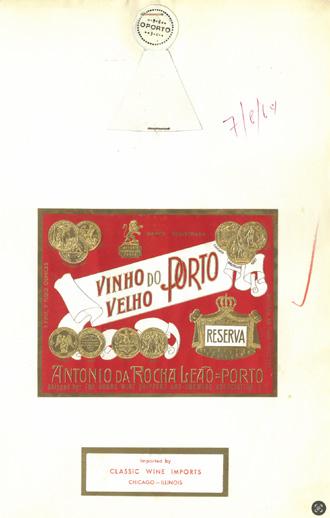 OPORTO
7/8/64
MARCA REGISTADA
VINHO DO PORTO
VELHO
RESERVA
ANTONIO DA ROCHA LEÃO=PORTO
Imported by
CLASSIC WINE IMPORTS
CHICAGO - ILLINOIS